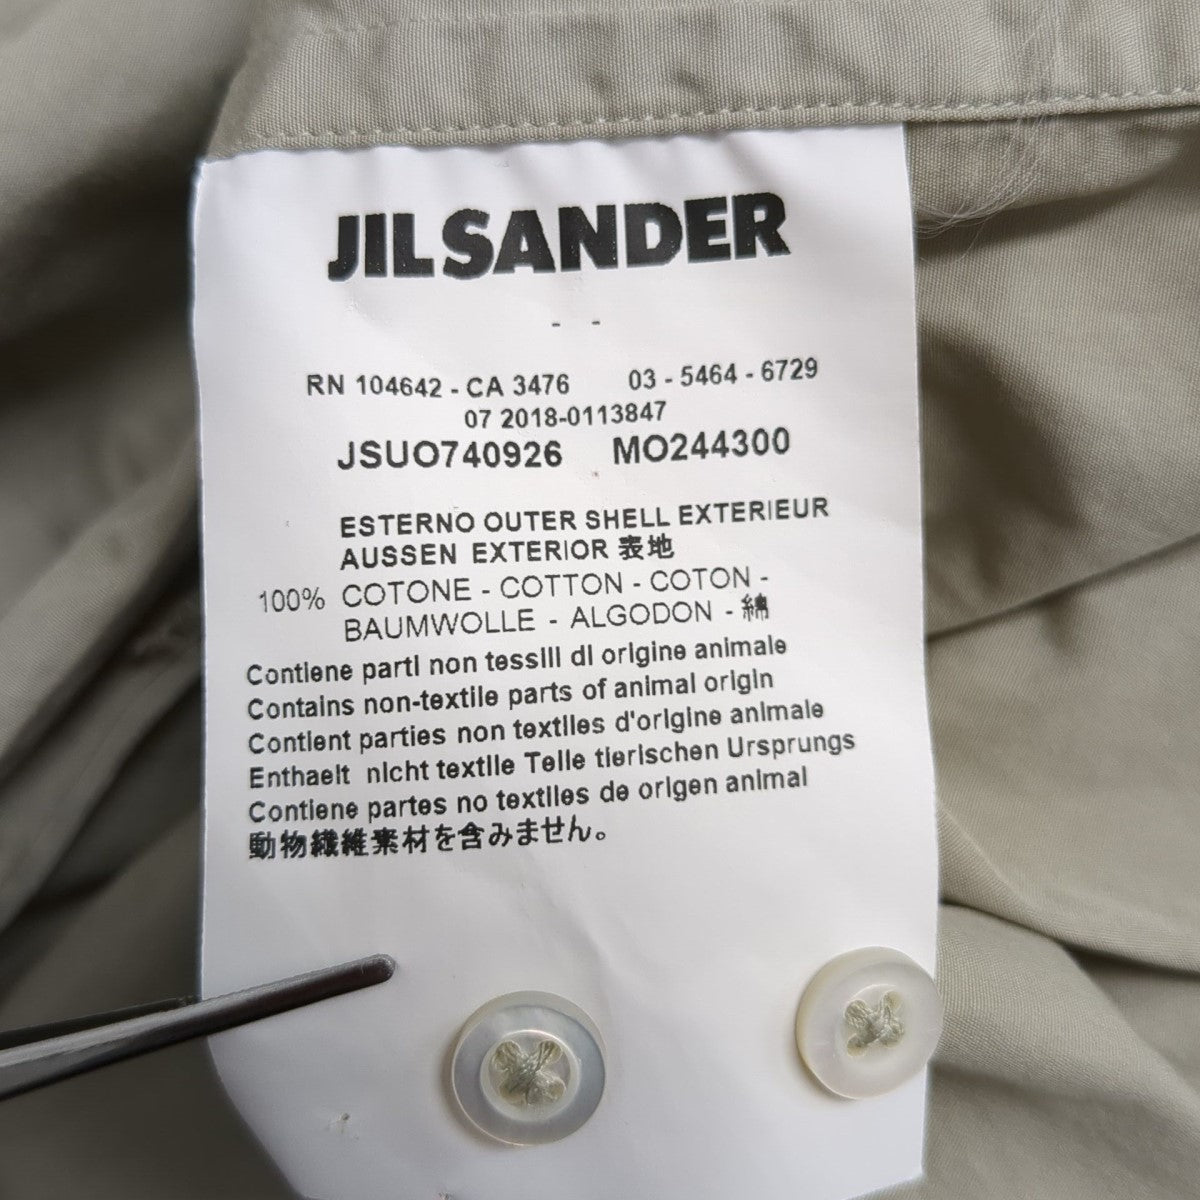 JIL SANDER
- -
RN 104642 - CA 3476 03 - 5464 - 6729
07 2018-0113847
JSUO740926 MO244300
ESTERNO OUTER SHELL EXTERIEUR
AUSSEN EXTERIOR 表地
100% COTONE - COTTON - COTON -
BAUMWOLLE - ALGODON - 綿
Contiene parti non tessili di origine animale
Contains non-textile parts of animal origin
Contient parties non textiles d'origine animale
Enthaelt nicht textile Teile tierischen Ursprungs
Contiene partes no textiles de origen animal
動物繊維素材を含みません。